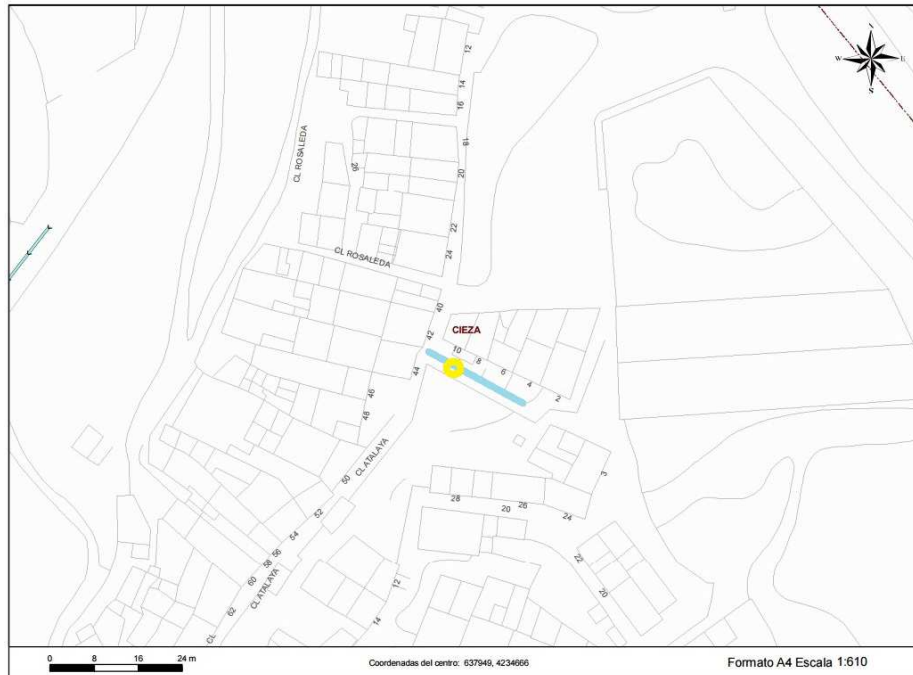 N
W E
S
12
14
16
CL ROSALEDA
18
26
20
22
CL ROSALEDA
24
40
CIEZA
42
10
8
44
6
4
46
2
48
CL ATALAYA
50
3
28
20
26
24
52
54
56
58
22
60
CL ATALAYA
12
20
62
14
CL
0 8 16 24 m
Coordenadas del centro: 637949, 4234666
Formato A4 Escala 1:610